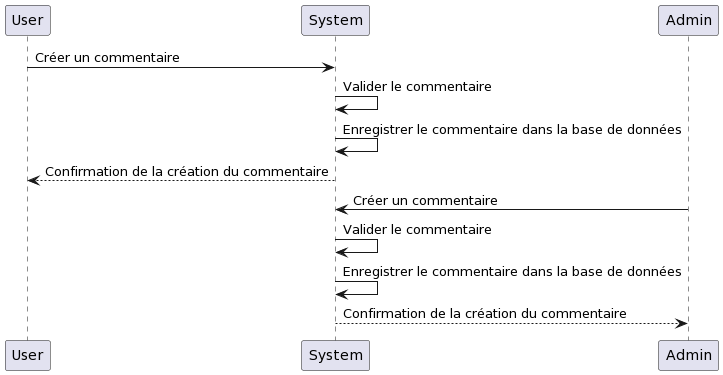 User System Admin
Créer un commentaire
Valider le commentaire
Enregistrer le commentaire dans la base de données
Confirmation de la création du commentaire
Créer un commentaire
Valider le commentaire
Enregistrer le commentaire dans la base de données
Confirmation de la création du commentaire
User System Admin